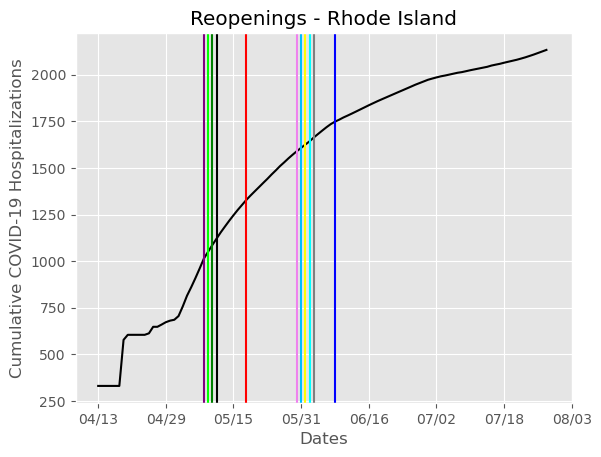 Reopenings - Rhode Island
Cumulative COVID-19 Hospitalizations
2000
1750
1500
1250
1000
750
500
250
04/13 04/29 05/15 05/31 06/16 07/02 07/18 08/03
Dates